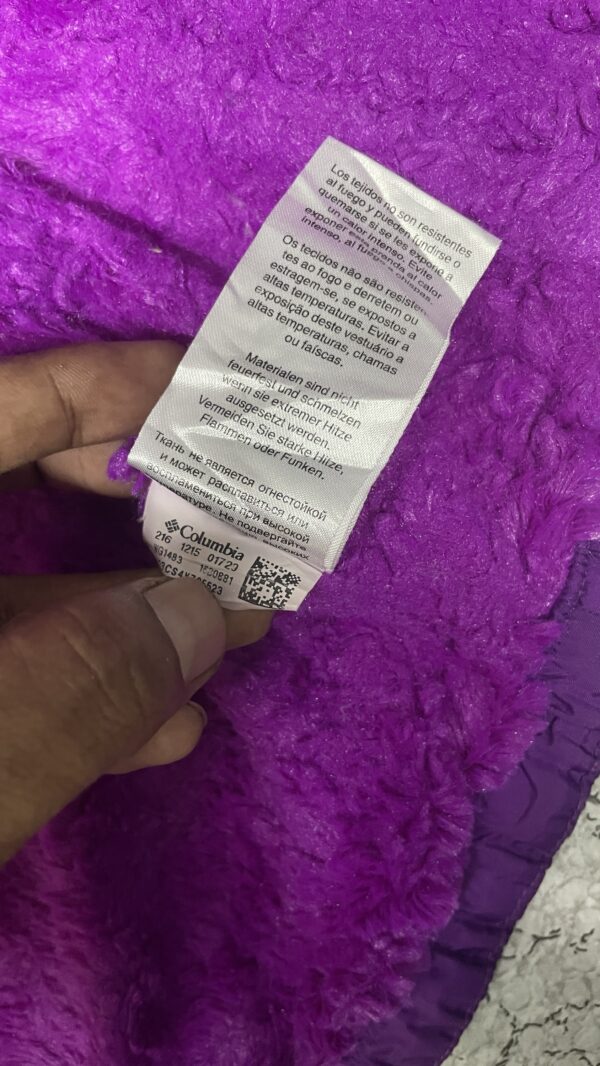 Los tejidos no son resistentes
al fuego y pueden fundirse o
quemarse si se les expone a
un calor intenso. Evite
exponer esta prenda al calor
intenso, al fuego chispas.
Os tecidos não são resisten-
tes ao fogo e derretem ou
estragem-se, se expostos a
altas temperaturas. Evitar a
exposição deste vestuário a
altas temperaturas, chamas
ou faíscas.
Materialen sind nicht
feuerfest und schmelzen
wenn sie extremer Hitze
ausgesetzt werden.
Vermeiden Sie starke Hitze,
Flammen oder Funken.
Ткань не является огнестойкой
и может расплавиться или
воспламениться при высокой
Не подвергайте
Columbia
216 1215 01723